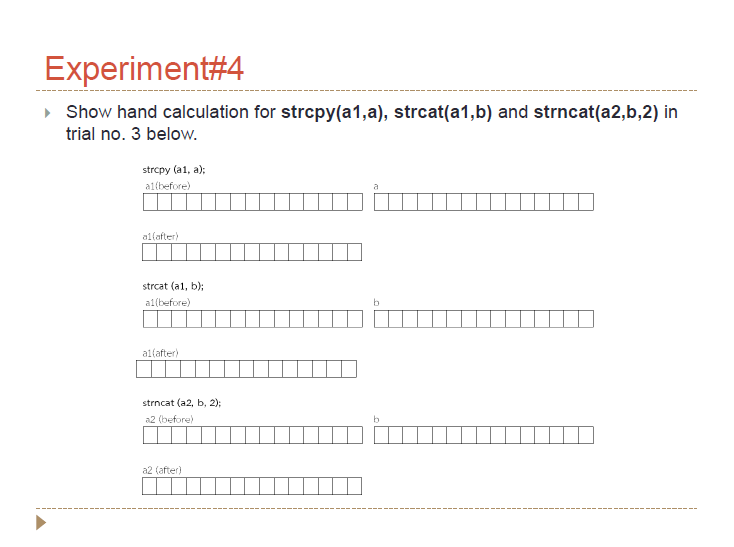 Experiment#4
Show hand calculation for strcpy(a1,a), strcat(a1,b) and strncat(a2,b,2) in
trial no. 3 below.
strcpy (a1, a);
a1(before) a
a1(after)
strcat (a1, b);
a1(before) b
a1(after)
strncat (a2, b, 2);
a2 (before) b
a2 (after)